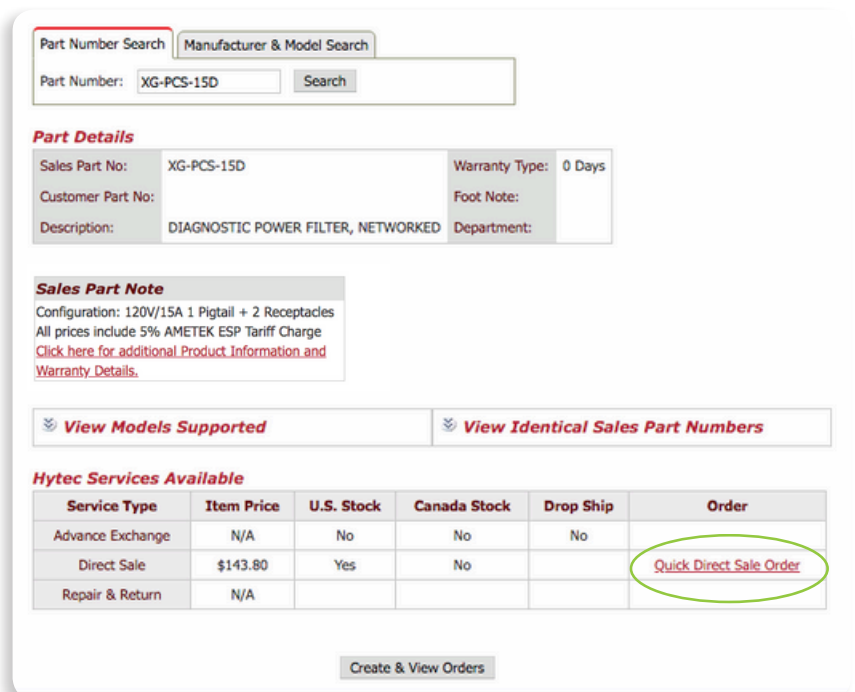 Part Number Search Manufacturer & Model Search
Part Number: XG-PCS-15D Search
Part Details
Sales Part No: XG-PCS-15D Warranty Type: 0 Days
Customer Part No: Foot Note:
Description: DIAGNOSTIC POWER FILTER, NETWORKED Department:
Sales Part Note
Configuration: 120V/15A 1 Pigtail + 2 Receptacles
All prices include 5% AMETEK ESP Tariff Charge
Click here for additional Product Information and
Warranty Details.
View Models Supported View Identical Sales Part Numbers
Hytec Services Available
Service Type Item Price U.S. Stock Canada Stock Drop Ship Order
Advance Exchange N/A No No No
Direct Sale $143.80 Yes No Quick Direct Sale Order
Repair & Return N/A
Create & View Orders